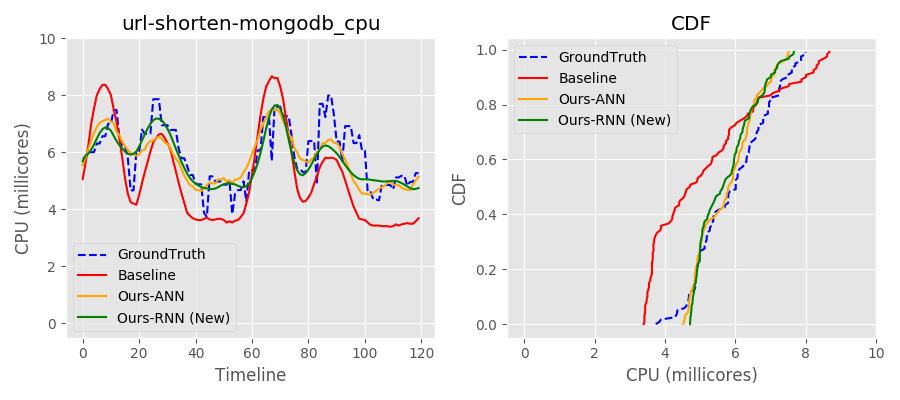 url-shorten-mongodb_cpu
CPU (millicores)
10
8
6
4
2
0
GroundTruth
Baseline
Ours-ANN
Ours-RNN (New)
0 20 40 60 80 100 120
Timeline
CDF
CDF
1.0
0.8
0.6
0.4
0.2
0.0
GroundTruth
Baseline
Ours-ANN
Ours-RNN (New)
0 2 4 6 8 10
CPU (millicores)